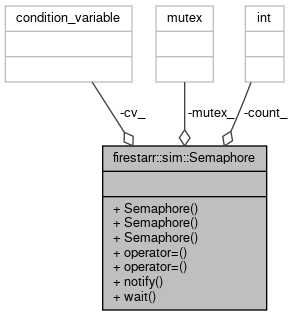 condition_variable
mutex
int
-cv_
-mutex_
-count_
firestarr::sim::Semaphore
+ Semaphore()
+ Semaphore()
+ Semaphore()
+ operator=()
+ operator=()
+ notify()
+ wait()